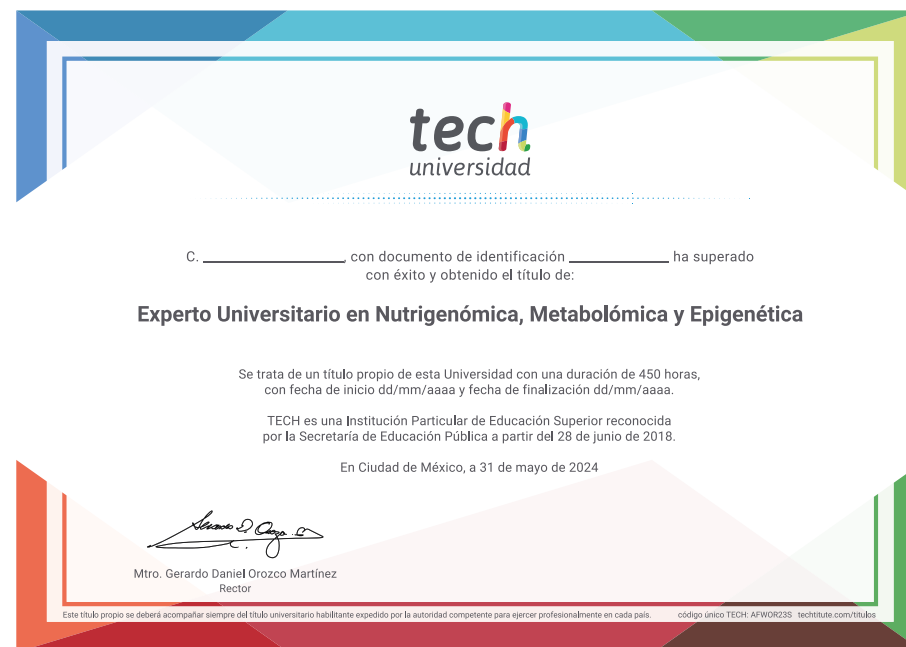 tech
universidad
C. ____________________, con documento de identificación ______________ ha superado
con éxito y obtenido el título de:
Experto Universitario en Nutrigenómica, Metabolómica y Epigenética
Se trata de un título propio de esta Universidad con una duración de 450 horas,
con fecha de inicio dd/mm/aaaa y fecha de finalización dd/mm/aaaa.
TECH es una Institución Particular de Educación Superior reconocida
por la Secretaría de Educación Pública a partir del 28 de junio de 2018.
En Ciudad de México, a 31 de mayo de 2024
Mtro. Gerardo Daniel Orozco Martínez
Rector
Este título propio se deberá acompañar siempre del título universitario habilitante expedido por la autoridad competente para ejercer profesionalmente en cada país. código único TECH: AFWOR23S techtitute.com/titulos